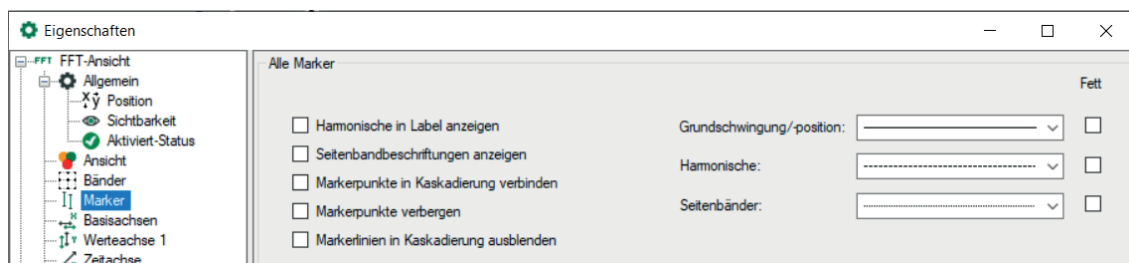 Eigenschaften
FFT FFT-Ansicht
Allgemein
Position
Sichtbarkeit
Aktiviert-Status
Ansicht
Bänder
Marker
Basisachsen
Werteachse 1
Zeitachse
Alle Marker
Fett
Harmonische in Label anzeigen
Seitenbandbeschriftungen anzeigen
Markerpunkte in Kaskadierung verbinden
Markerpunkte verbergen
Markerlinien in Kaskadierung ausblenden
Grundschwingung/-position:
Harmonische:
Seitenbänder: